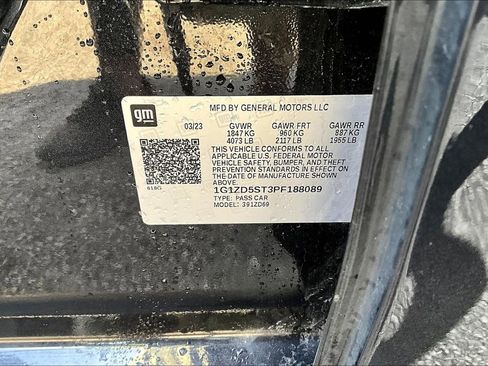 gm
MFD BY GENERAL MOTORS LLC
03/23 GVWR GAWR FRT GAWR RR
1847 KG 960 KG 887 KG
4073 LB 2117 LB 1955 LB
THIS VEHICLE CONFORMS TO ALL
APPLICABLE U.S. FEDERAL MOTOR
VEHICLE SAFETY, BUMPER, AND THEFT
PREVENTION STANDARDS IN EFFECT ON
THE DATE OF MANUFACTURE SHOWN
ABOVE.
618G
1G1ZD5ST3PF188089
TYPE: PASS CAR
MODEL: 391ZD69